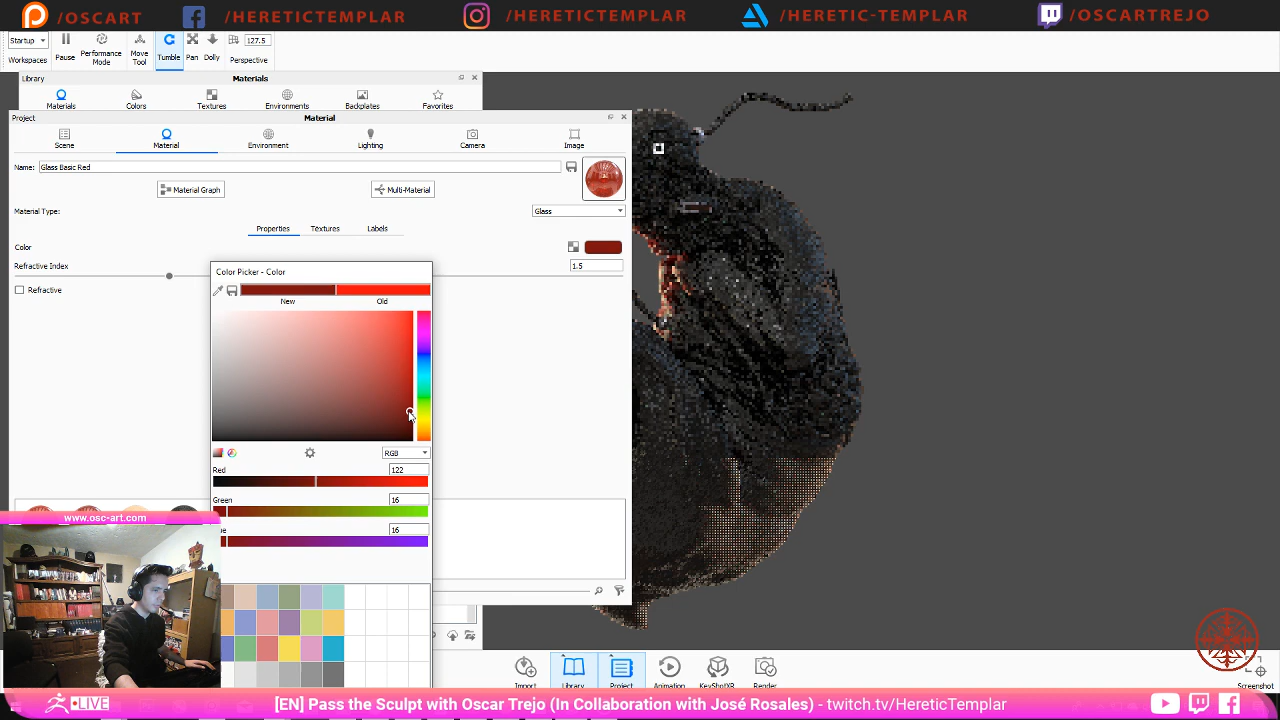 /OSCART /HERETICTEMPLAR /HERETICTEMPLAR /HERETIC-TEMPLAR /OSCARTREJO
Startup 127.5
Workspaces Pause Performance Mode Move Tool Tumble Pan Dolly Perspective
Library Materials
Materials Colors Textures Environments Backplates Favorites
Project Material
Scene Material Environment Lighting Camera Image
Name: Glass Basic Red
Material Graph Multi-Material
Material Type: Glass
Properties Textures Labels
Color
Refractive Index 1.5
Refractive
Color Picker - Color
New Old
RGB
Red 122
Green 16
16
www.osc-art.com
Import Library Project Animation KeyShotXR Render Screenshot
LIVE [EN] Pass the Sculpt with Oscar Trejo (In Collaboration with José Rosales) - twitch.tv/HereticTemplar